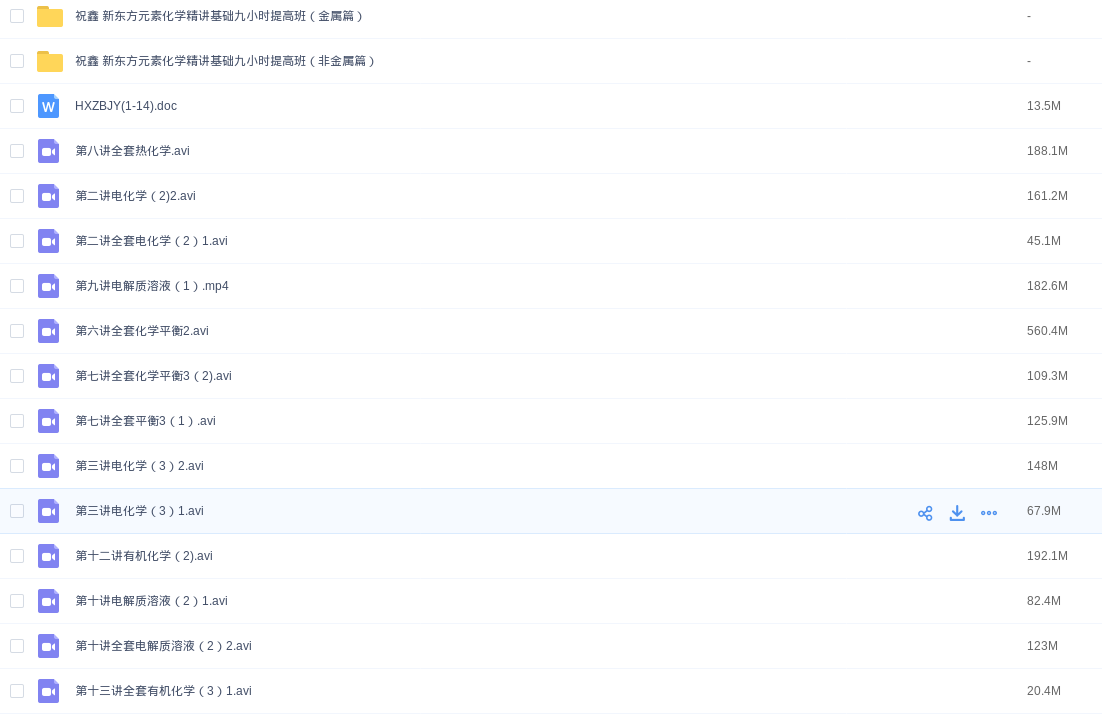 祝鑫 新东方元素化学精讲基础九小时提高班（金属篇） -
祝鑫 新东方元素化学精讲基础九小时提高班（非金属篇） -
W HXZBJY(1-14).doc 13.5M
第八讲全套热化学.avi 188.1M
第二讲电化学（2)2.avi 161.2M
第二讲全套电化学（2）1.avi 45.1M
第九讲电解质溶液（1）.mp4 182.6M
第六讲全套化学平衡2.avi 560.4M
第七讲全套化学平衡3（2).avi 109.3M
第七讲全套平衡3（1）.avi 125.9M
第三讲电化学（3）2.avi 148M
第三讲电化学（3）1.avi 67.9M
第十二讲有机化学（2).avi 192.1M
第十讲电解质溶液（2）1.avi 82.4M
第十讲全套电解质溶液（2）2.avi 123M
第十三讲全套有机化学（3）1.avi 20.4M